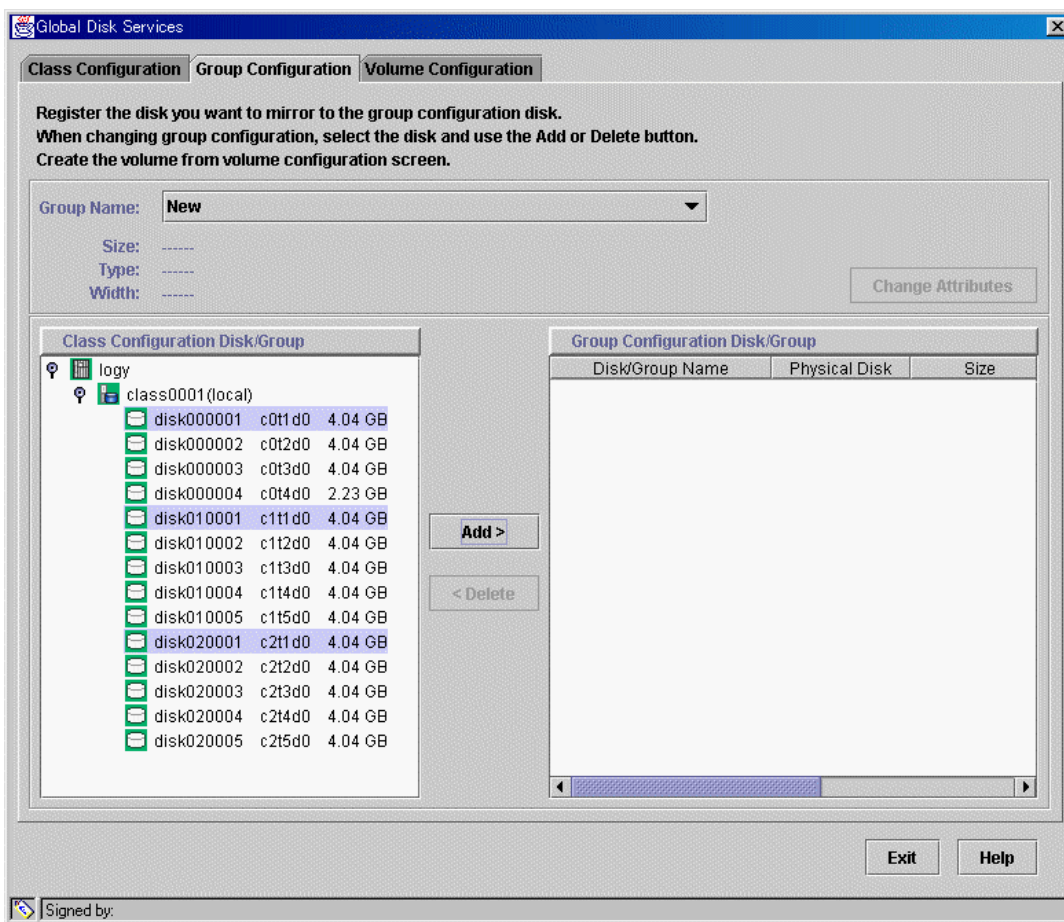 Global Disk Services
Class Configuration Group Configuration Volume Configuration
Register the disk you want to mirror to the group configuration disk.
When changing group configuration, select the disk and use the Add or Delete button.
Create the volume from volume configuration screen.
Group Name: New
Size: ------
Type: ------
Width: ------
Change Attributes
Class Configuration Disk/Group
logy
class0001(local)
disk000001 c0t1d0 4.04 GB
disk000002 c0t2d0 4.04 GB
disk000003 c0t3d0 4.04 GB
disk000004 c0t4d0 2.23 GB
disk010001 c1t1d0 4.04 GB
disk010002 c1t2d0 4.04 GB
disk010003 c1t3d0 4.04 GB
disk010004 c1t4d0 4.04 GB
disk010005 c1t5d0 4.04 GB
disk020001 c2t1d0 4.04 GB
disk020002 c2t2d0 4.04 GB
disk020003 c2t3d0 4.04 GB
disk020004 c2t4d0 4.04 GB
disk020005 c2t5d0 4.04 GB
Add >
< Delete
Group Configuration Disk/Group
Disk/Group Name Physical Disk Size
Exit Help
Signed by: